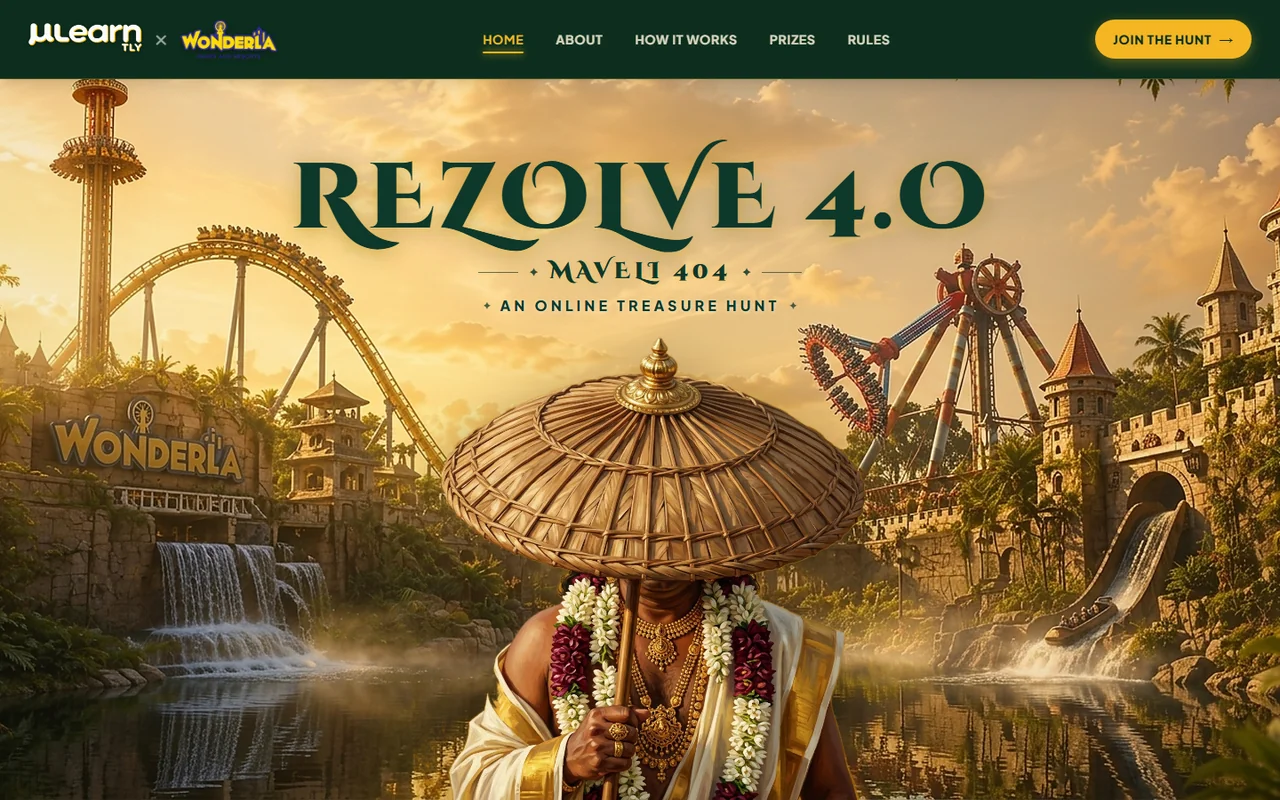 µLearn
TLY
×
WONDERLA
HOME
ABOUT
HOW IT WORKS
PRIZES
RULES
JOIN THE HUNT →
REZOLVE 4.0
MAVELI 404
AN ONLINE TREASURE HUNT
WONDERLA